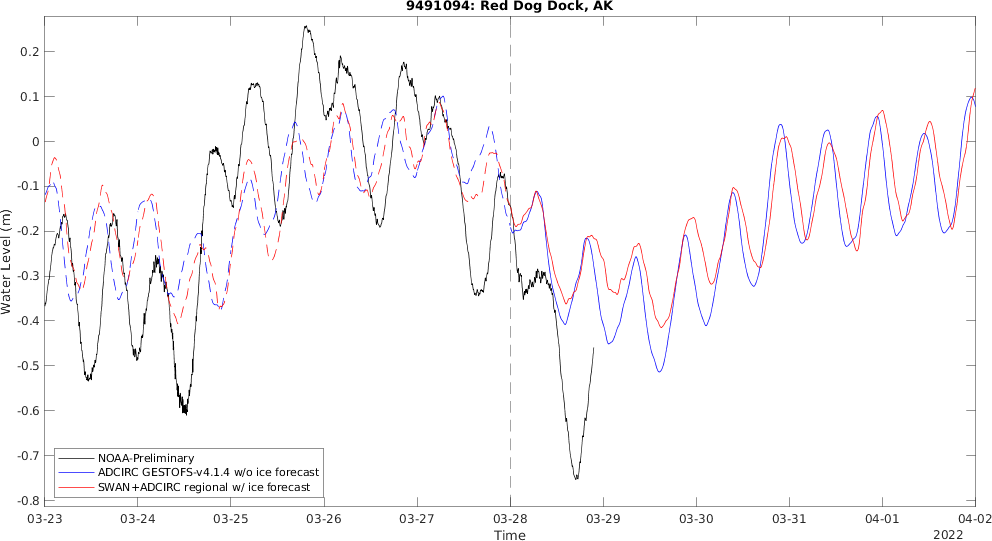 9491094: Red Dog Dock, AK
Water Level (m)
0.2
0.1
0
-0.1
-0.2
-0.3
-0.4
-0.5
-0.6
-0.7
-0.8
NOAA-Preliminary
ADCIRC GESTOFS-v4.1.4 w/o ice forecast
SWAN+ADCIRC regional w/ ice forecast
03-23 03-24 03-25 03-26 03-27 03-28 03-29 03-30 03-31 04-01 04-02
Time
2022